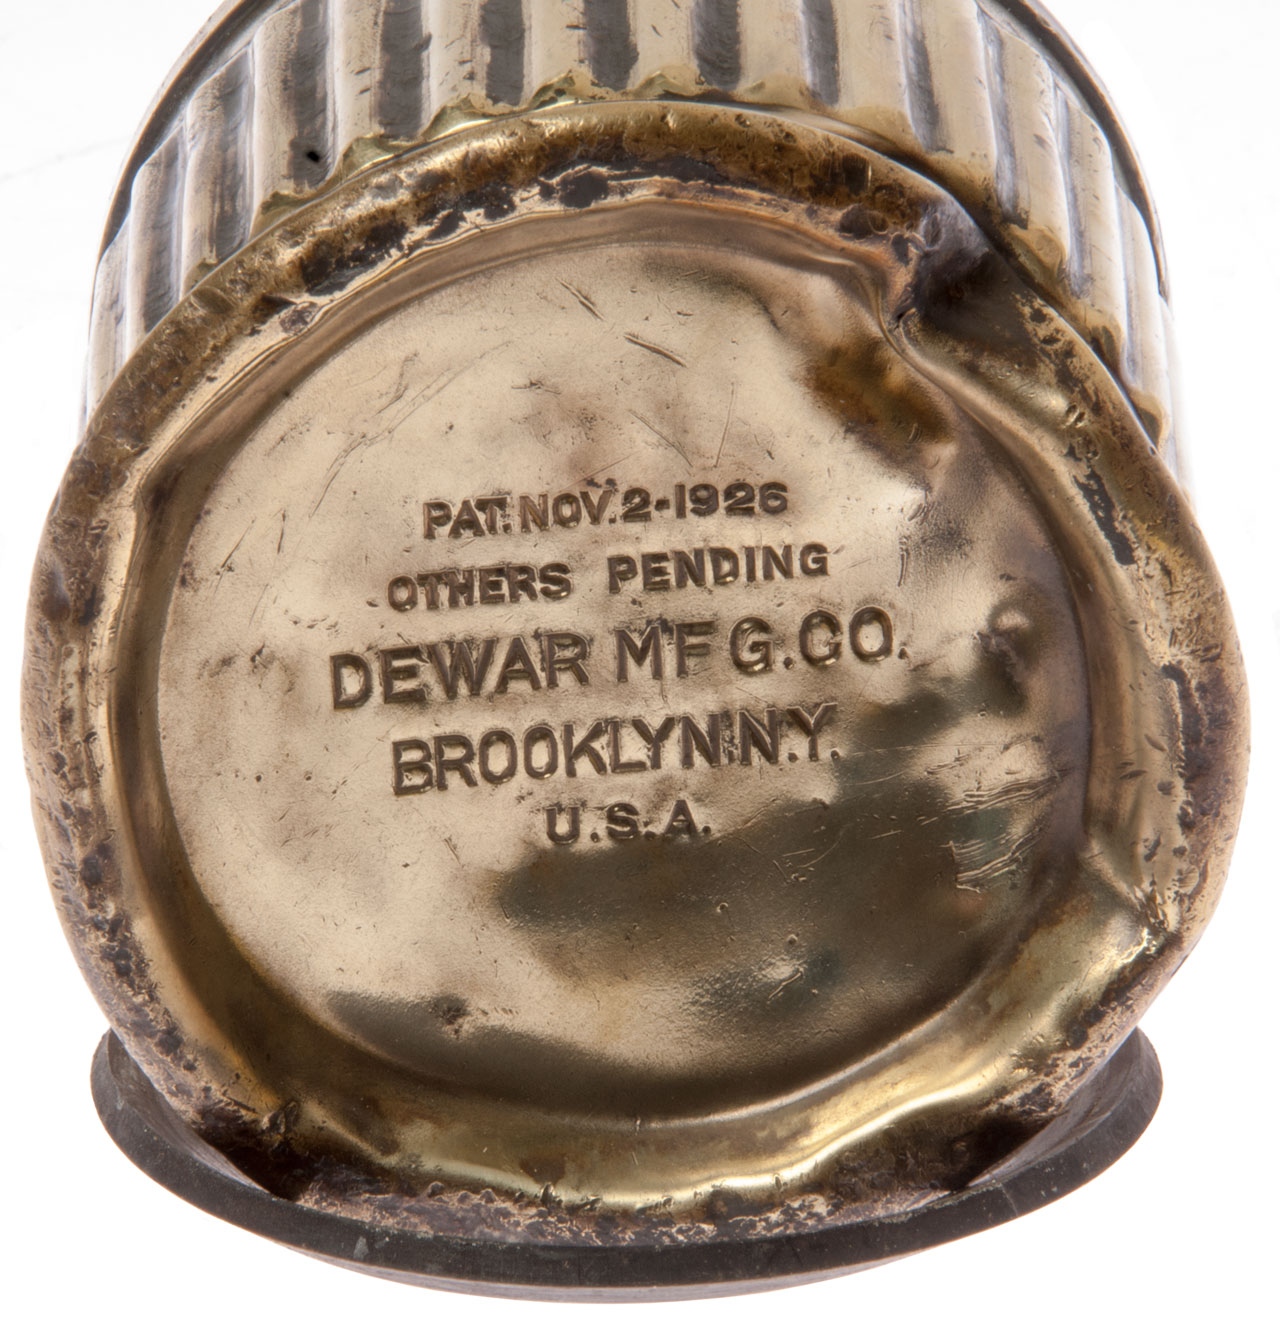 PAT. NOV. 2-1926
OTHERS PENDING
DEWAR MFG. CO.
BROOKLYN N.Y.
U.S.A.